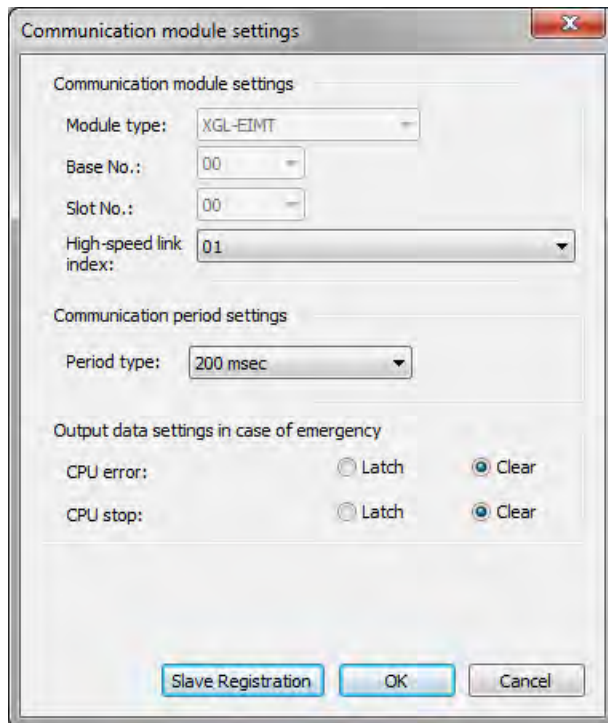 Communication module settings
Communication module settings
Module type: XGL-EIMT
Base No.: 00
Slot No.: 00
High-speed link index: 01
Communication period settings
Period type: 200 msec
Output data settings in case of emergency
CPU error: Latch Clear
CPU stop: Latch Clear
Slave Registration OK Cancel